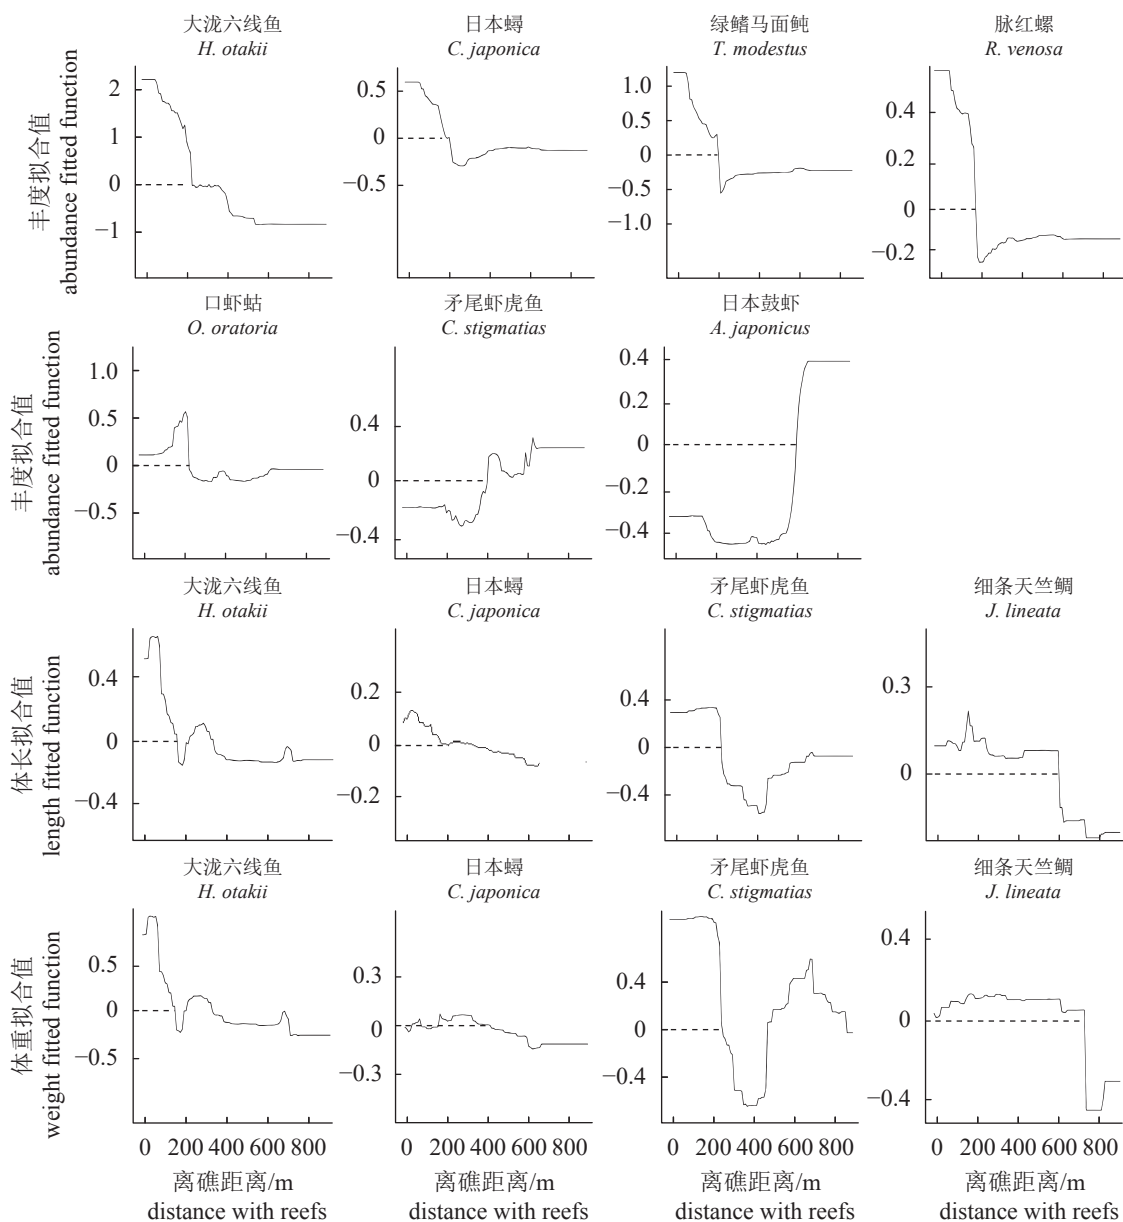 大泷六线鱼 日本蟳 绿鳍马面鲀 脉红螺
H. otakii C. japonica T. modestus R. venosa
丰度拟合值
abundance fitted function
2
1
0
−1
0.5
0
−0.5
1.0
0.5
0
−0.5
−1.0
0.4
0.2
0
−0.2
口虾蛄 矛尾虾虎鱼 日本鼓虾
O. oratoria C. stigmatias A. japonicus
丰度拟合值
abundance fitted function
1.0
0.5
0
−0.5
0.4
0
−0.4
0.4
0.2
0
−0.2
−0.4
大泷六线鱼 日本蟳 矛尾虾虎鱼 细条天竺鲷
H. otakii C. japonica C. stigmatias J. lineata
体长拟合值
length fitted function
0.4
0
−0.4
0.2
0
−0.2
0.4
0
−0.4
0.3
0
大泷六线鱼 日本蟳 矛尾虾虎鱼 细条天竺鲷
H. otakii C. japonica C. stigmatias J. lineata
体重拟合值
weight fitted function
0.5
0
−0.5
0.3
0
−0.3
0.4
0
−0.4
0.4
0
−0.4
0 200 400 600 800 0 200 400 600 800 0 200 400 600 800 0 200 400 600 800
离礁距离/m 离礁距离/m 离礁距离/m 离礁距离/m
distance with reefs distance with reefs distance with reefs distance with reefs